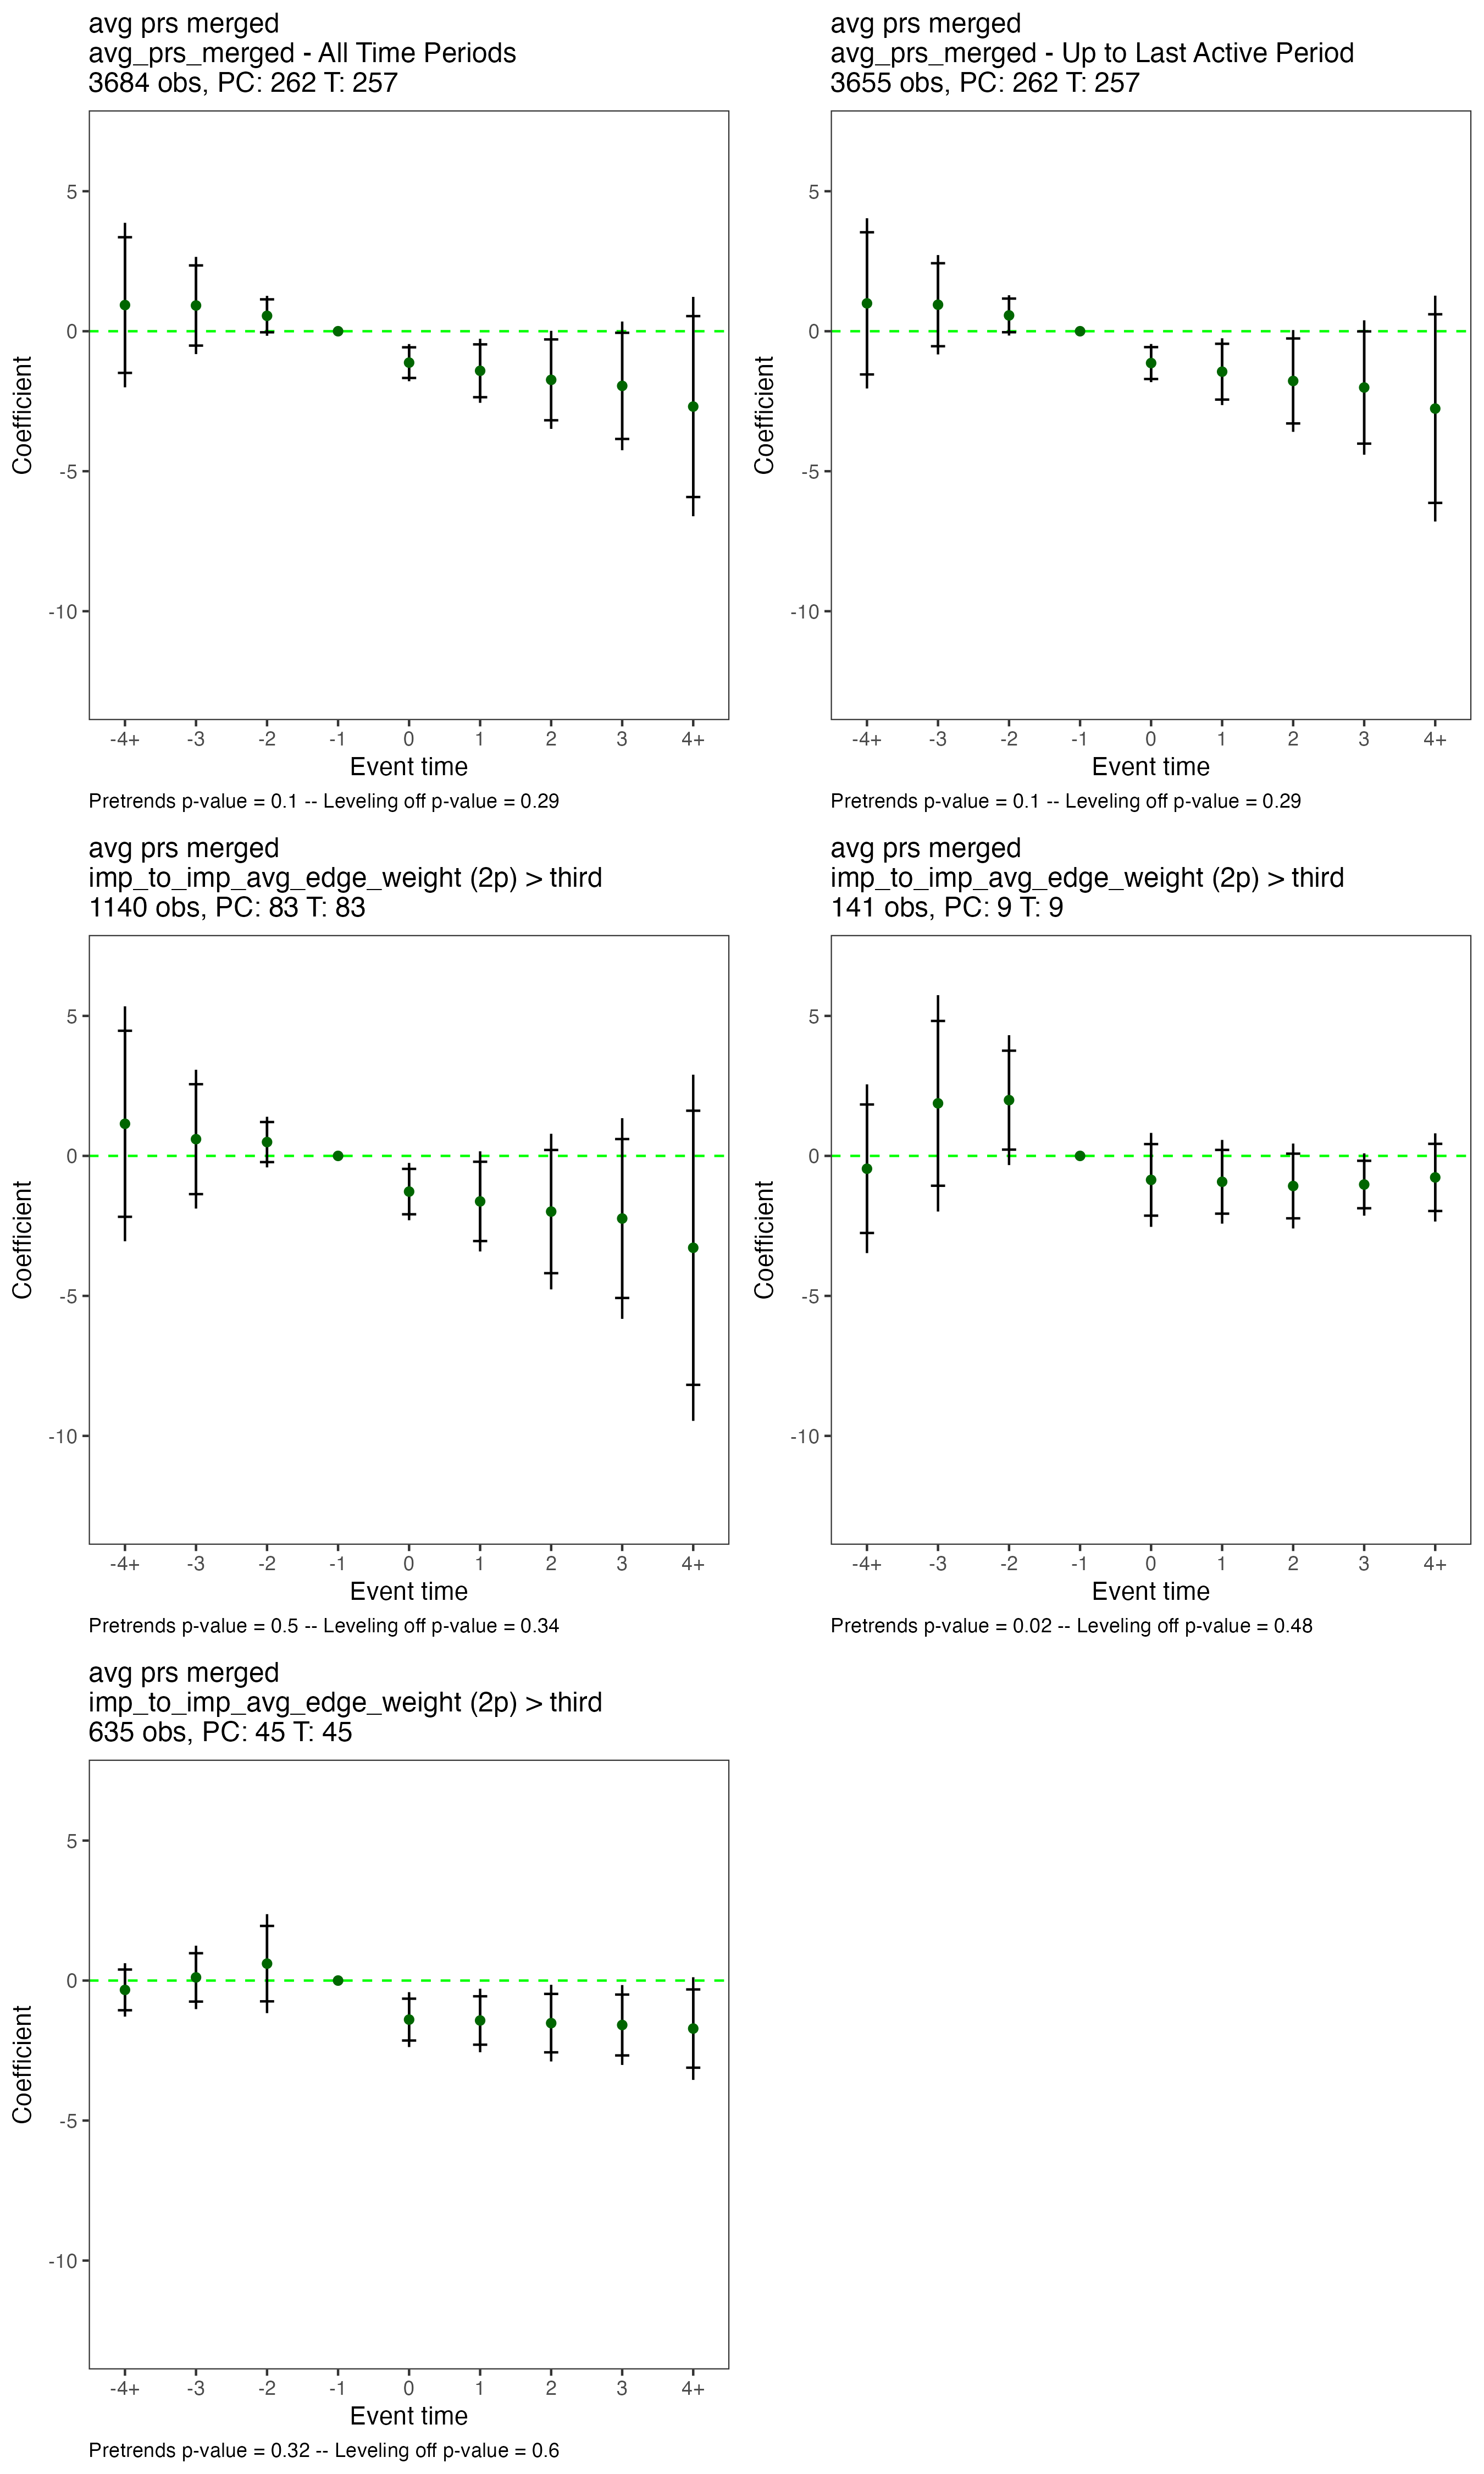 avg prs merged
avg_prs_merged - All Time Periods
3684 obs, PC: 262 T: 257
5
0
-5
-10
Coefficient
-4+ -3 -2 -1 0 1 2 3 4+
Event time
Pretrends p-value = 0.1 -- Leveling off p-value = 0.29
avg prs merged
avg_prs_merged - Up to Last Active Period
3655 obs, PC: 262 T: 257
5
0
-5
-10
Coefficient
-4+ -3 -2 -1 0 1 2 3 4+
Event time
Pretrends p-value = 0.1 -- Leveling off p-value = 0.29
avg prs merged
imp_to_imp_avg_edge_weight (2p) > third
1140 obs, PC: 83 T: 83
5
0
-5
-10
Coefficient
-4+ -3 -2 -1 0 1 2 3 4+
Event time
Pretrends p-value = 0.5 -- Leveling off p-value = 0.34
avg prs merged
imp_to_imp_avg_edge_weight (2p) > third
141 obs, PC: 9 T: 9
5
0
-5
-10
Coefficient
-4+ -3 -2 -1 0 1 2 3 4+
Event time
Pretrends p-value = 0.02 -- Leveling off p-value = 0.48
avg prs merged
imp_to_imp_avg_edge_weight (2p) > third
635 obs, PC: 45 T: 45
5
0
-5
-10
Coefficient
-4+ -3 -2 -1 0 1 2 3 4+
Event time
Pretrends p-value = 0.32 -- Leveling off p-value = 0.6